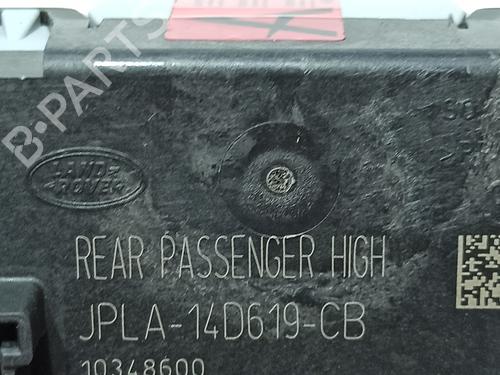 B-PARTS
LAND-
ROVER
REAR PASSENGER HIGH
JPLA-14D619-CB
10348600